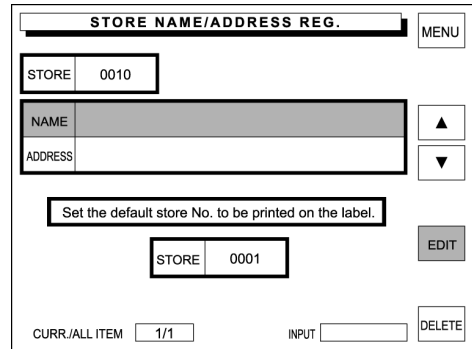 STORE NAME/ADDRESS REG.
MENU
STORE 0010
NAME
▲
ADDRESS
▼
Set the default store No. to be printed on the label.
STORE 0001
EDIT
CURR./ALL ITEM 1/1 INPUT
DELETE